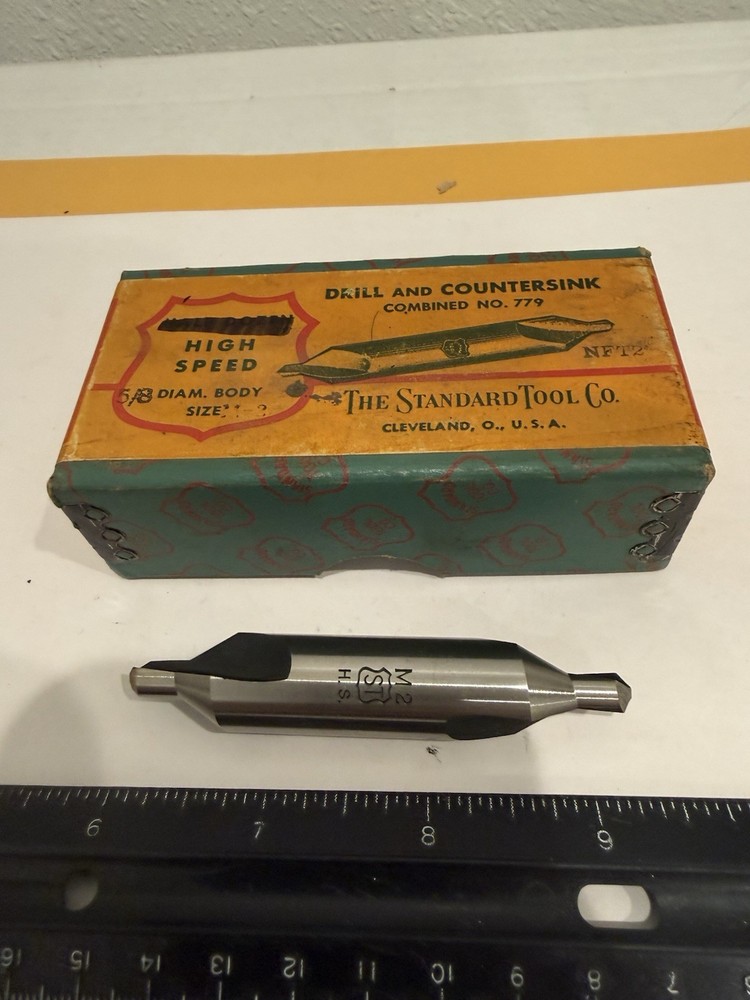 DRILL AND COUNTERSINK
COMBINED NO. 779
HIGH
SPEED
5/8 DIAM. BODY
SIZE
NFT2
THE STANDARD TOOL CO.
CLEVELAND, O., U.S.A.
M2
ST
H.S.
6 7 8 9
16 15 14 13 12 11 10 9 8 7